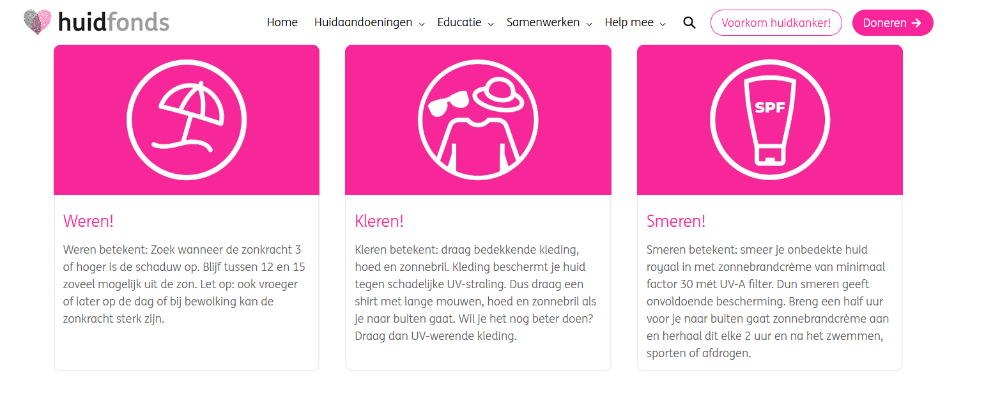 huidfonds
Home Huidaandoeningen Educatie Samenwerken Help mee Voorkom huidkanker! Doneren
SPF
Weren!
Weren betekent: Zoek wanneer de zonkracht 3
of hoger is de schaduw op. Blijf tussen 12 en 15
zoveel mogelijk uit de zon. Let op: ook vroeger
of later op de dag of bij bewolking kan de
zonkracht sterk zijn.
Kleren!
Kleren betekent: draag bedekkende kleding,
hoed en zonnebril. Kleding beschermt je huid
tegen schadelijke UV-straling. Dus draag een
shirt met lange mouwen, hoed en zonnebril als
je naar buiten gaat. Wil je het nog beter doen?
Draag dan UV-werende kleding.
Smeren!
Smeren betekent: smeer je onbedekte huid
royaal in met zonnebrandcrème van minimaal
factor 30 mét UV-A filter. Dun smeren geeft
onvoldoende bescherming. Breng een half uur
voor je naar buiten gaat zonnebrandcrème aan
en herhaal dit elke 2 uur en na het zwemmen,
sporten of afdrogen.